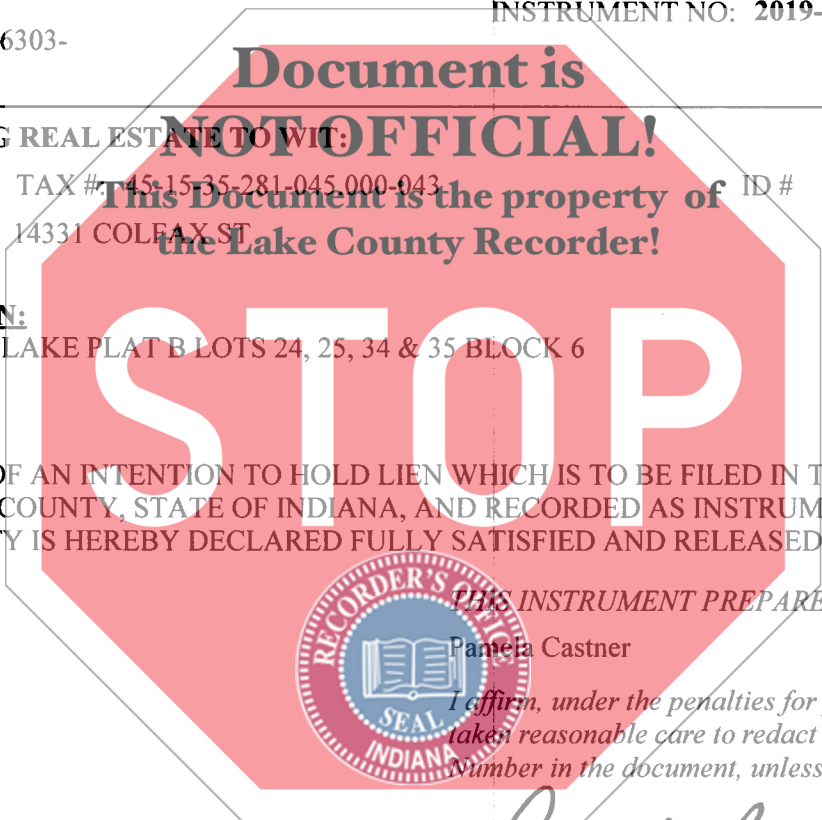 INSTRUMENT NO: 2019-
6303-
Document is
NOT OFFICIAL!
This Document is the property of
the Lake County Recorder!
G REAL ESTATE TO WIT:
TAX #: 45-15-35-281-045.000-043 ID #
14331 COLFAX ST
N:
LAKE PLAT B LOTS 24, 25, 34 & 35 BLOCK 6
STOP
OF AN INTENTION TO HOLD LIEN WHICH IS TO BE FILED IN T
COUNTY, STATE OF INDIANA, AND RECORDED AS INSTRUM
TY IS HEREBY DECLARED FULLY SATISFIED AND RELEASED
THIS INSTRUMENT PREPARE
Pamela Castner
I affirm, under the penalties for
taken reasonable care to redact
Number in the document, unless
RECORDER'S OFFICE
SEAL
INDIANA